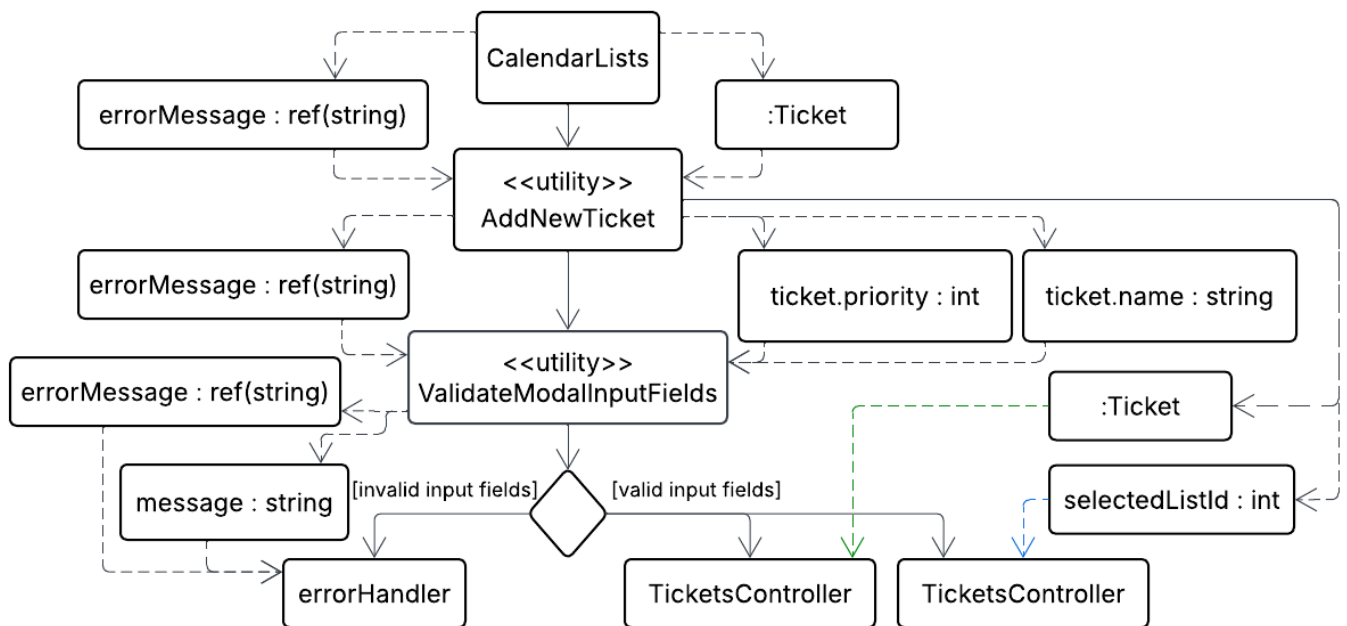 CalendarLists
errorMessage : ref(string)
:Ticket
<<utility>>
AddNewTicket
errorMessage : ref(string)
ticket.priority : int
ticket.name : string
<<utility>>
ValidateModalInputFields
errorMessage : ref(string)
:Ticket
message : string
[invalid input fields]
[valid input fields]
selectedListId : int
errorHandler
TicketsController
TicketsController